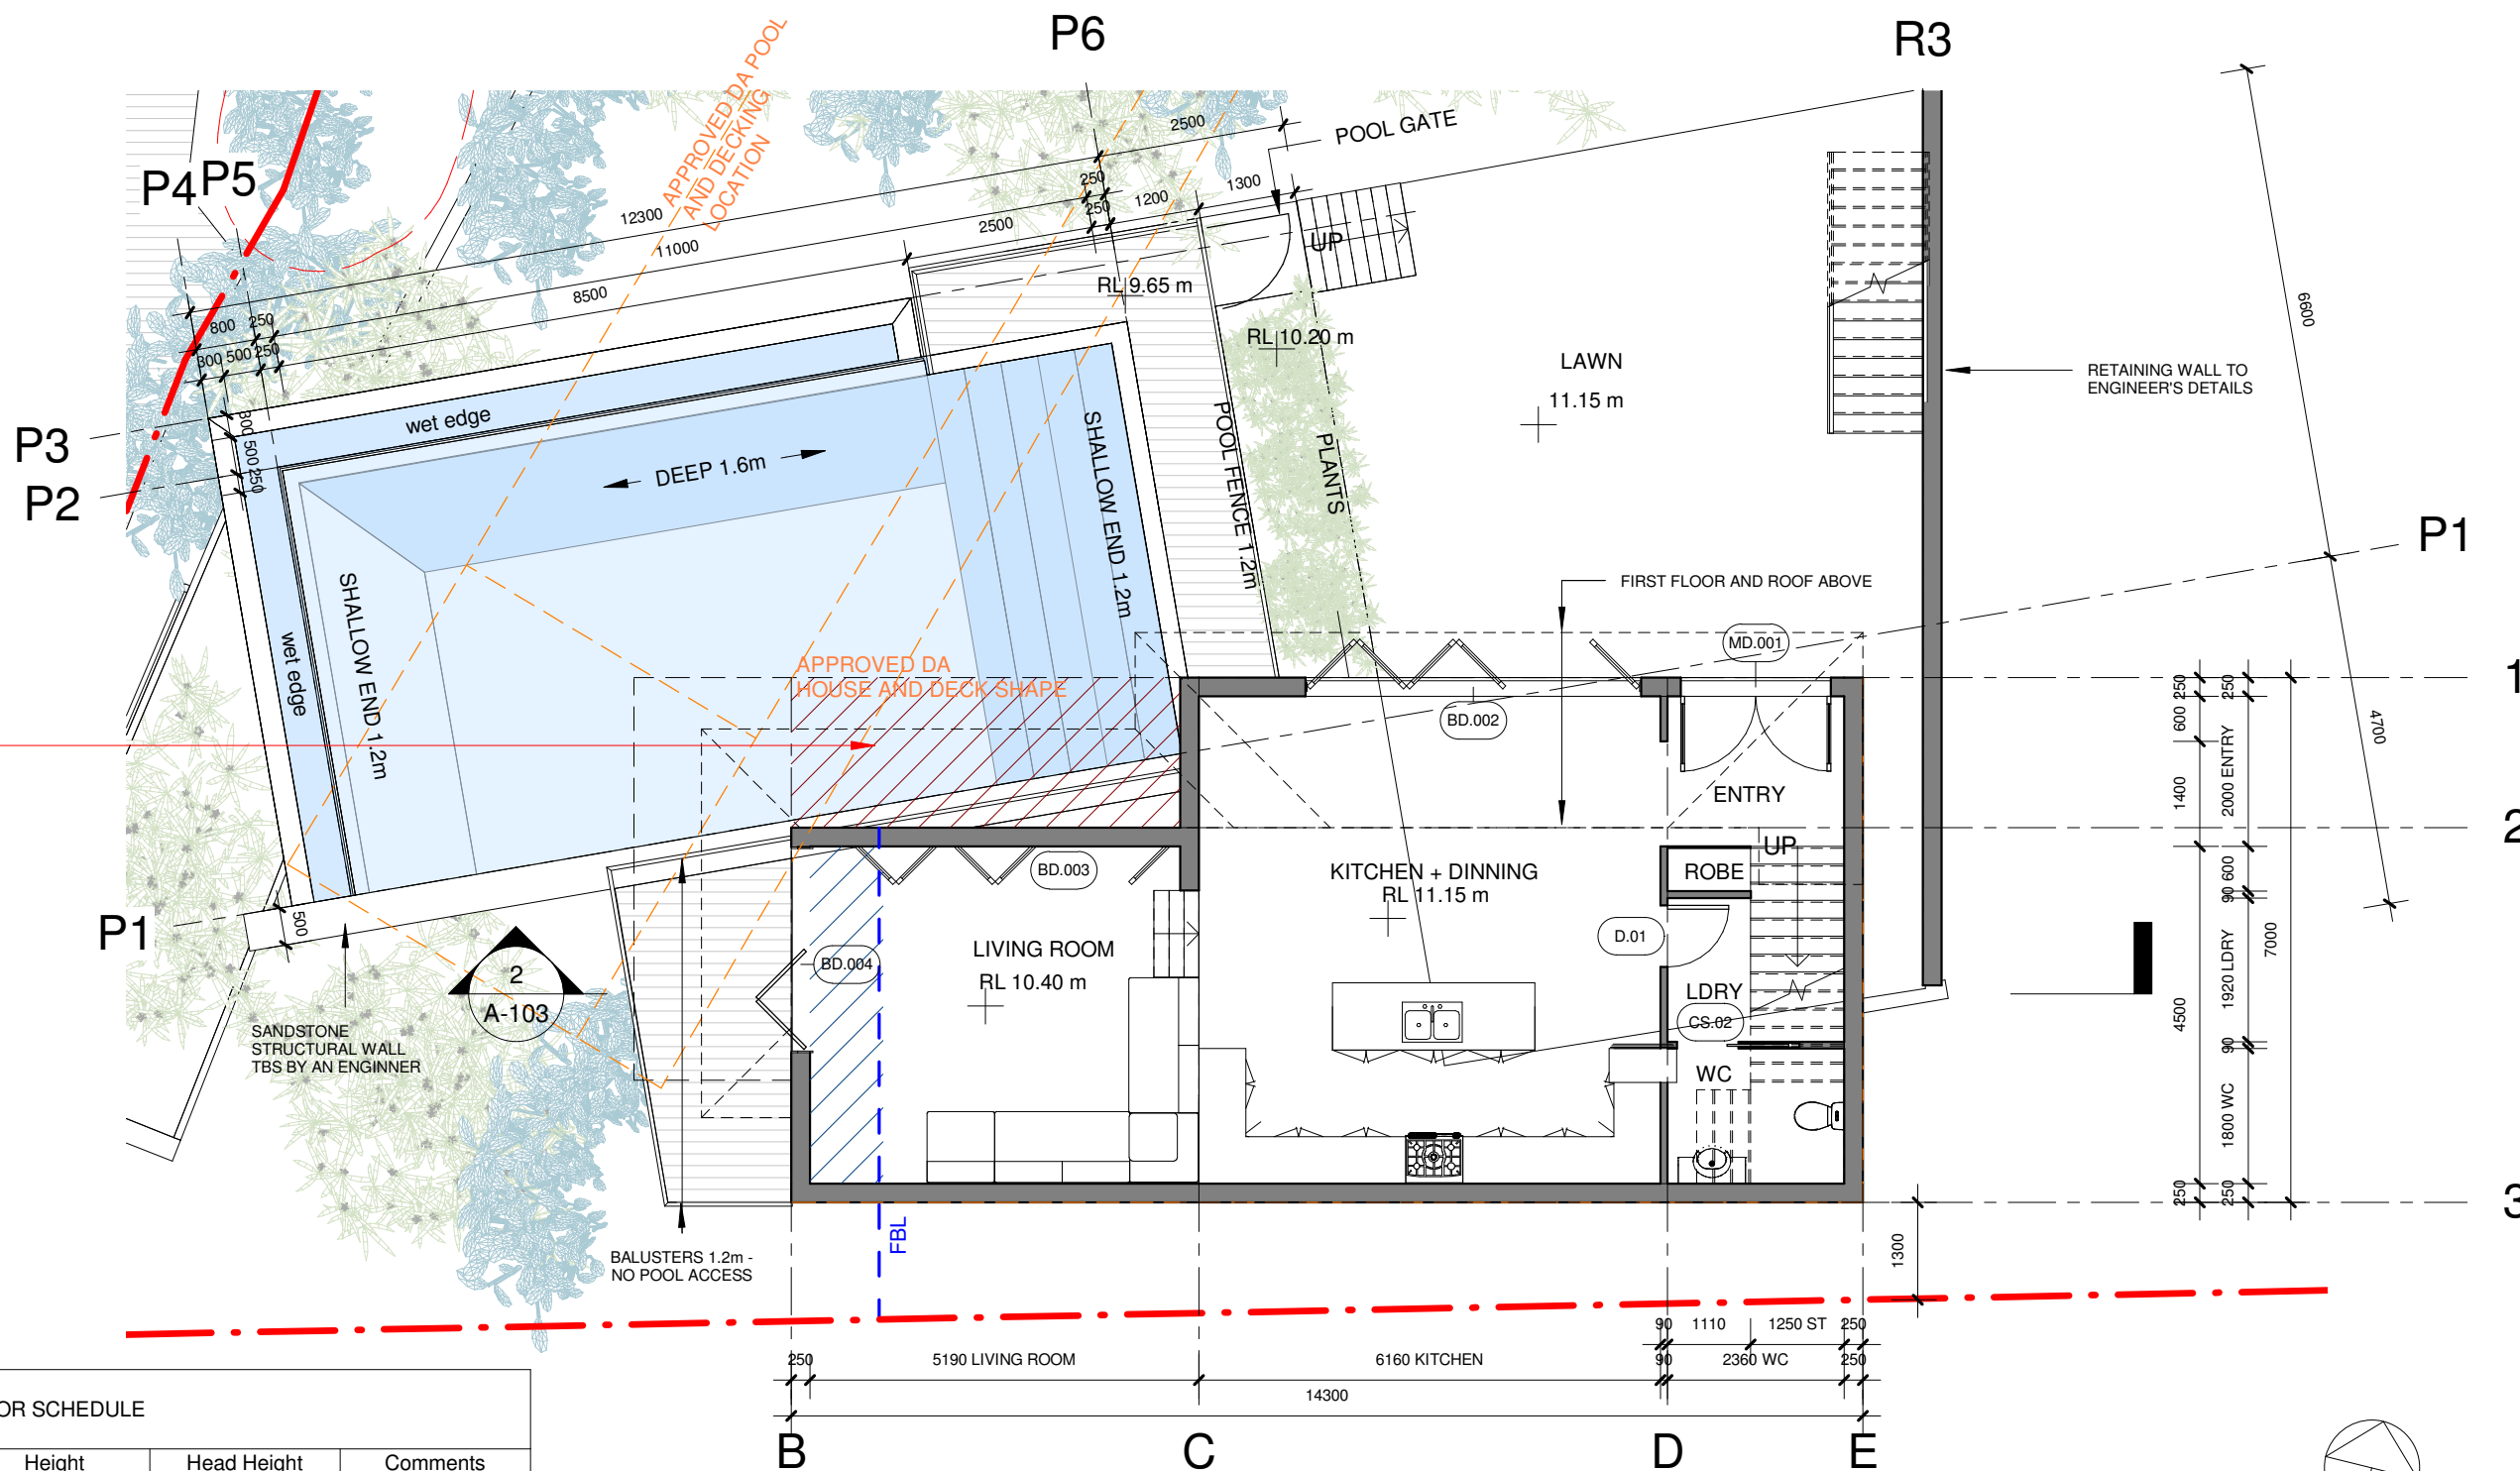 P6
R3
APPROVED DA POOL
AND DECKING
LOCATION
2500
POOL GATE
P4
P5
250
1300
1200
250
12300
2500
11000
8500
UP
RL 9.65 m
800
250
300
500
250
RL 10.20 m
LAWN
11.15 m
6600
RETAINING WALL TO
ENGINEER'S DETAILS
P3
P2
300
500
250
wet edge
DEEP 1.6m
SHALLOW END 1.2m
POOL FENCE 1.2m
PLANTS
P1
FIRST FLOOR AND ROOF ABOVE
wet edge
SHALLOW END 1.2m
APPROVED DA
HOUSE AND DECK SHAPE
MD.001
BD.002
1
250
250
600
4700
2000 ENTRY
1400
ENTRY
2
UP
KITCHEN + DINNING
RL 11.15 m
ROBE
BD.003
600
90
P1
500
D.01
LIVING ROOM
RL 10.40 m
BD.004
1920 LDRY
7000
4500
2
A-103
LDRY
CS.02
SANDSTONE
STRUCTURAL WALL
TBS BY AN ENGINNER
WC
90
1800 WC
250
250
3
FBL
BALUSTERS 1.2m -
NO POOL ACCESS
1300
90
1110
1250 ST
250
250
5190 LIVING ROOM
6160 KITCHEN
90
2360 WC
250
14300
OR SCHEDULE
Height
Head Height
Comments
B
C
D
E